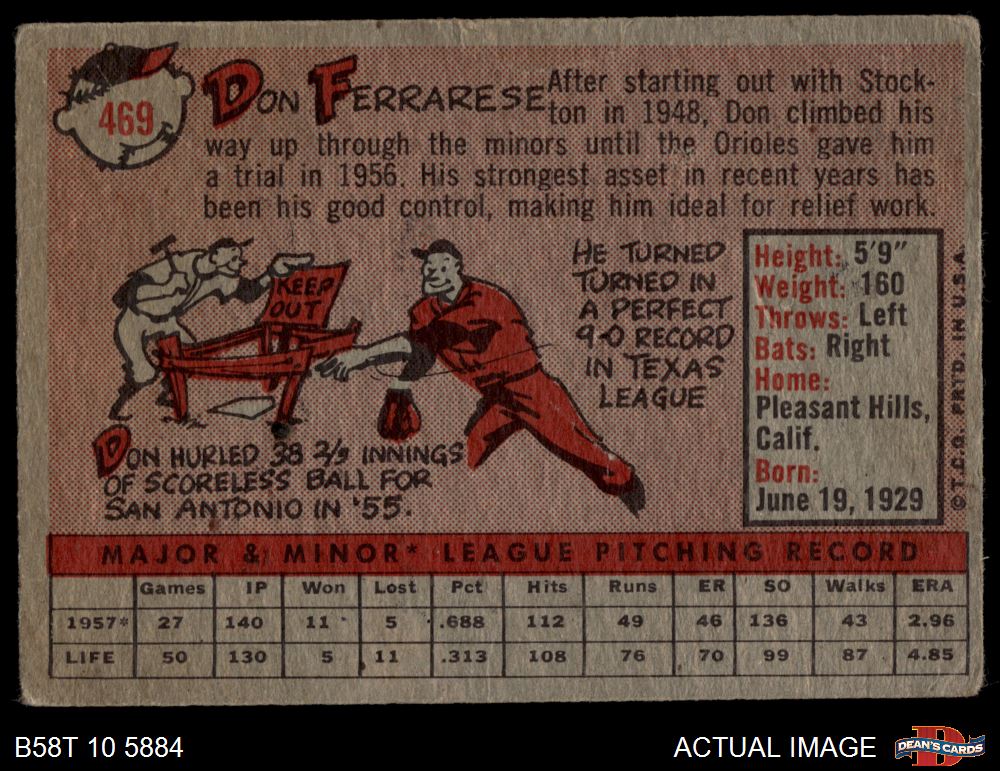 469
DON FERRARESE
After starting out with Stock-
ton in 1948, Don climbed his
way up through the minors until the Orioles gave him
a trial in 1956. His strongest asset in recent years has
been his good control, making him ideal for relief work.
KEEP
OUT
HE TURNED
TURNED IN
A PERFECT
9-0 RECORD
IN TEXAS
LEAGUE
DON HURLED 38 2/3 INNINGS
OF SCORELESS BALL FOR
SAN ANTONIO IN '55.
Height: 5'9"
Weight: 160
Throws: Left
Bats: Right
Home:
Pleasant Hills,
Calif.
Born:
June 19, 1929
© T.C.G. PRTD. IN U.S.A.
MAJOR & MINOR* LEAGUE PITCHING RECORD
Games IP Won Lost Pct Hits Runs ER SO Walks ERA
1957* 27 140 11 5 .688 112 49 46 136 43 2.96
LIFE 50 130 5 11 .313 108 76 70 99 87 4.85
B58T 10 5884
ACTUAL IMAGE
DEAN'S CARDS